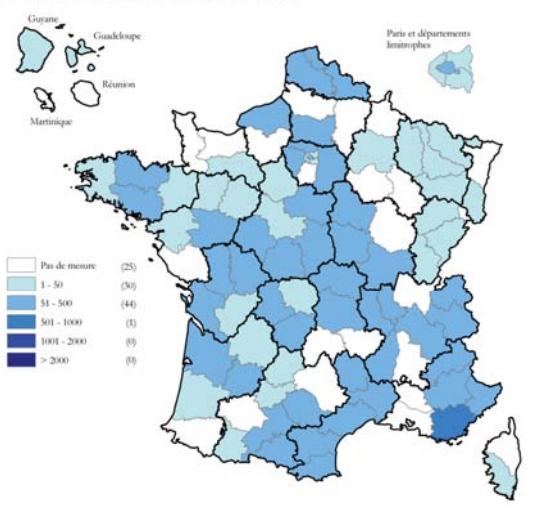 Guyane
Guadeloupe
Réunion
Martinique
Paris et départements
limitrophes
Pas de mesure (25)
1 - 50 (30)
51 - 500 (44)
501 - 1000 (1)
1001 - 2000 (0)
> 2000 (0)